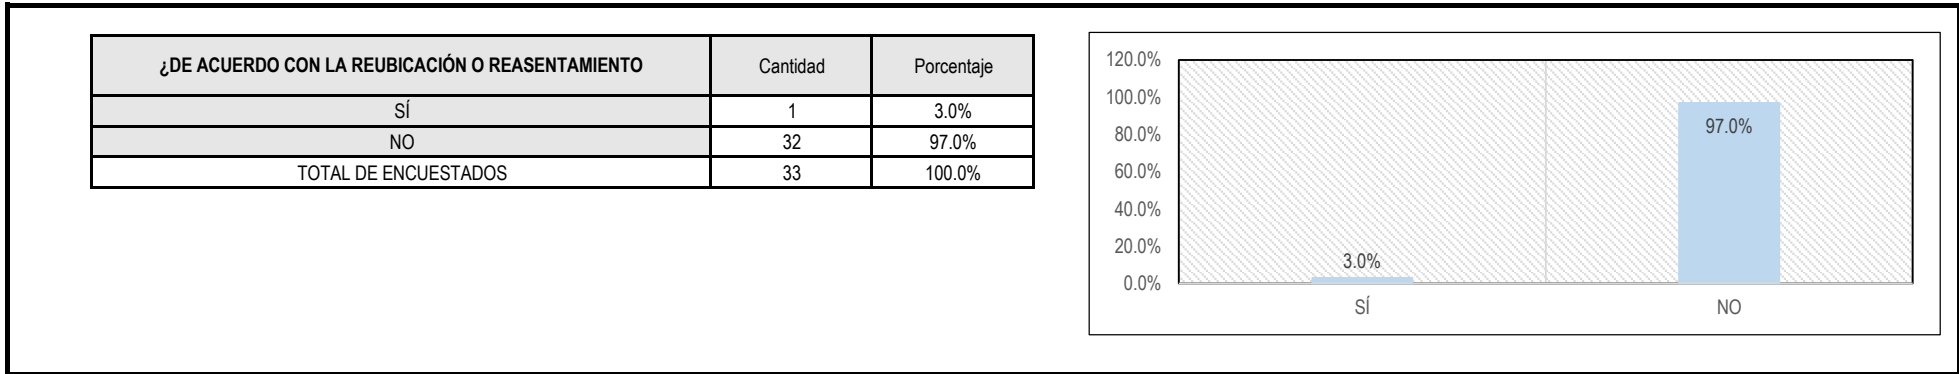 ¿DE ACUERDO CON LA REUBICACIÓN O REASENTAMIENTO Cantidad Porcentaje
SÍ 1 3.0%
NO 32 97.0%
TOTAL DE ENCUESTADOS 33 100.0%
120.0%
100.0%
80.0%
60.0%
40.0%
20.0%
0.0%
3.0%
97.0%
SÍ NO